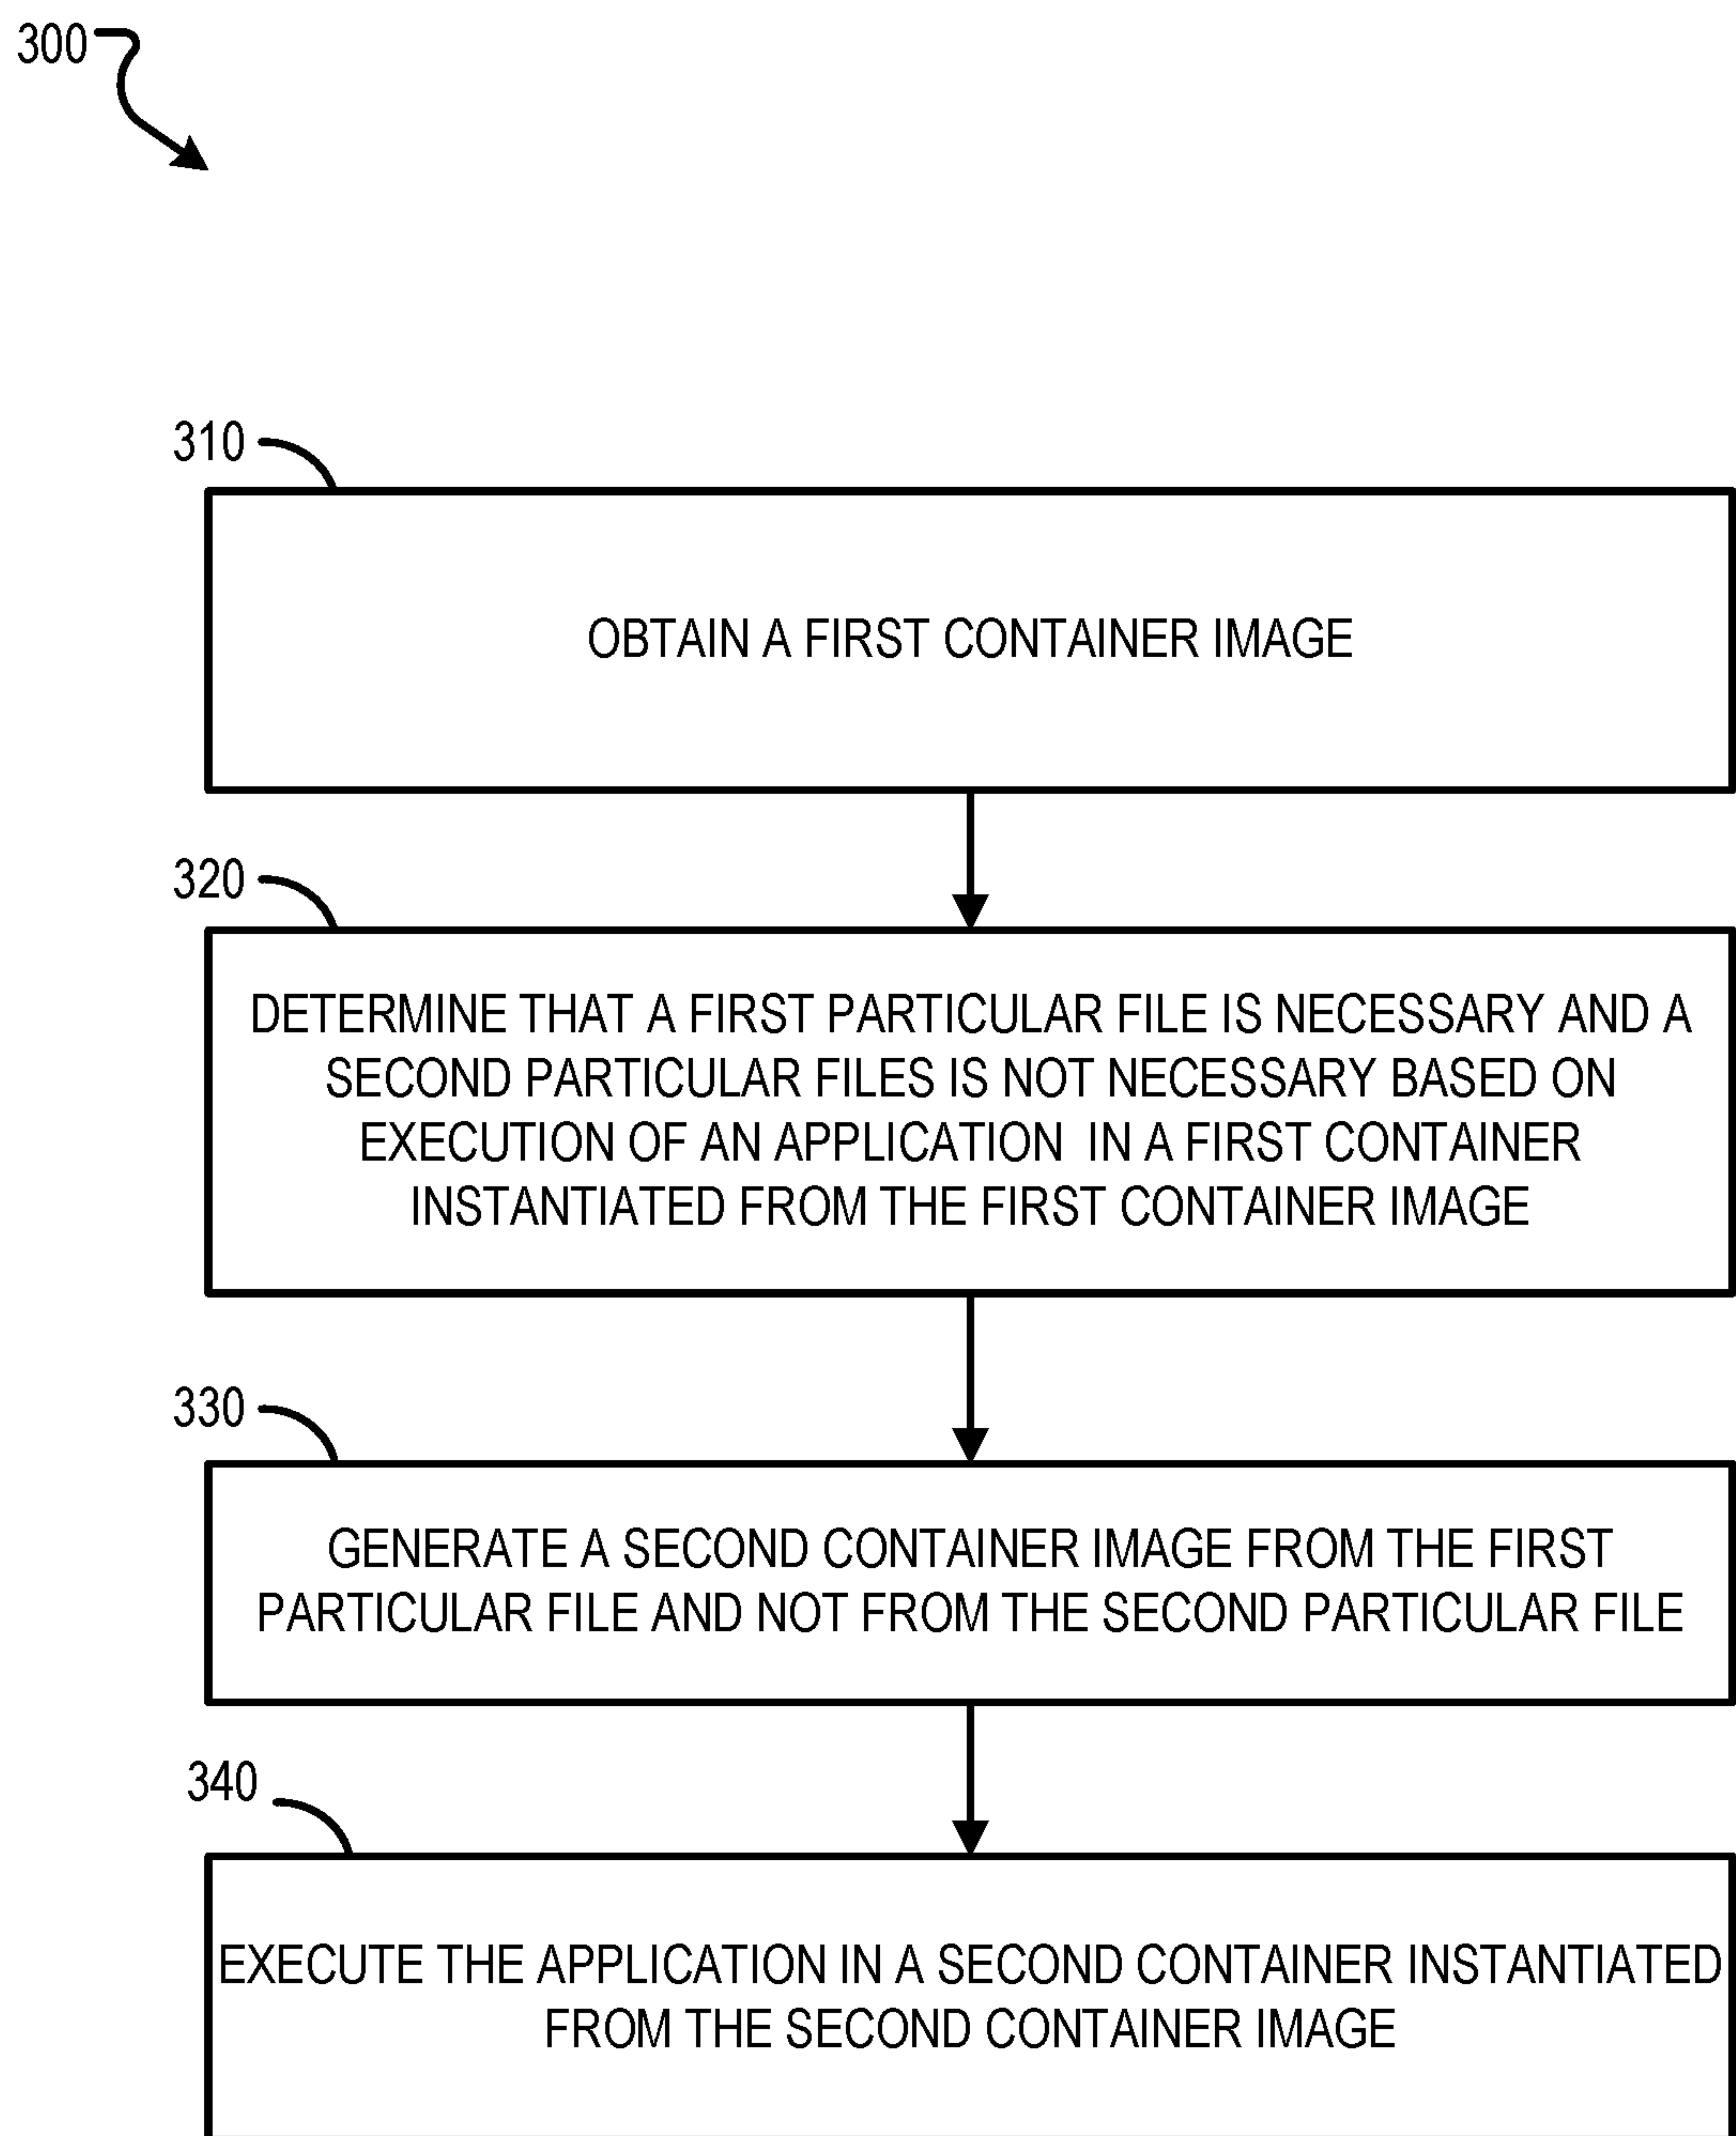 300
310
OBTAIN A FIRST CONTAINER IMAGE
320
DETERMINE THAT A FIRST PARTICULAR FILE IS NECESSARY AND A
SECOND PARTICULAR FILES IS NOT NECESSARY BASED ON
EXECUTION OF AN APPLICATION IN A FIRST CONTAINER
INSTANTIATED FROM THE FIRST CONTAINER IMAGE
330
GENERATE A SECOND CONTAINER IMAGE FROM THE FIRST
PARTICULAR FILE AND NOT FROM THE SECOND PARTICULAR FILE
340
EXECUTE THE APPLICATION IN A SECOND CONTAINER INSTANTIATED
FROM THE SECOND CONTAINER IMAGE